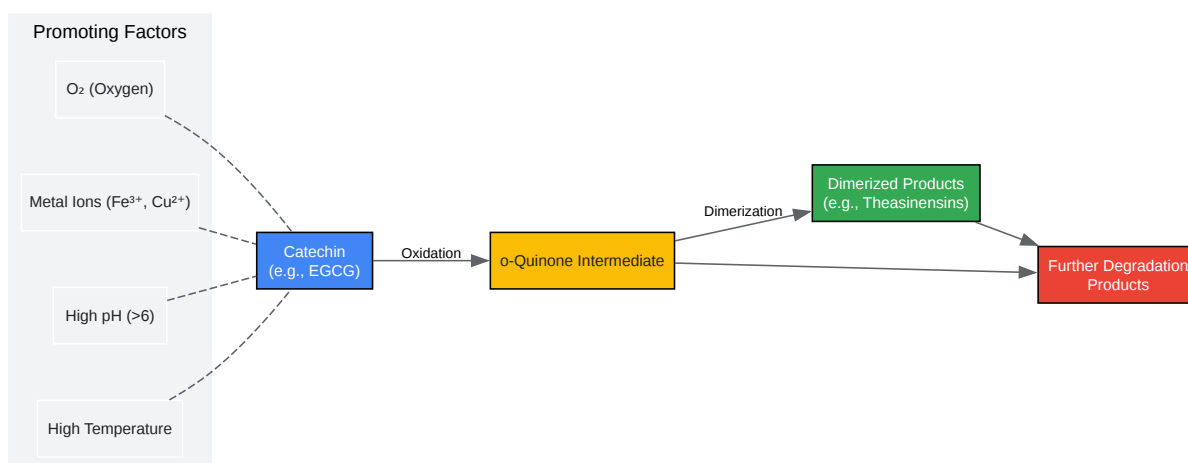 Promoting Factors
O₂ (Oxygen)
Metal Ions (Fe³⁺, Cu²⁺)
High pH (>6)
High Temperature
Catechin
(e.g., EGCG)
Oxidation
o-Quinone Intermediate
Dimerization
Dimerized Products
(e.g., Theasinensins)
Further Degradation
Products